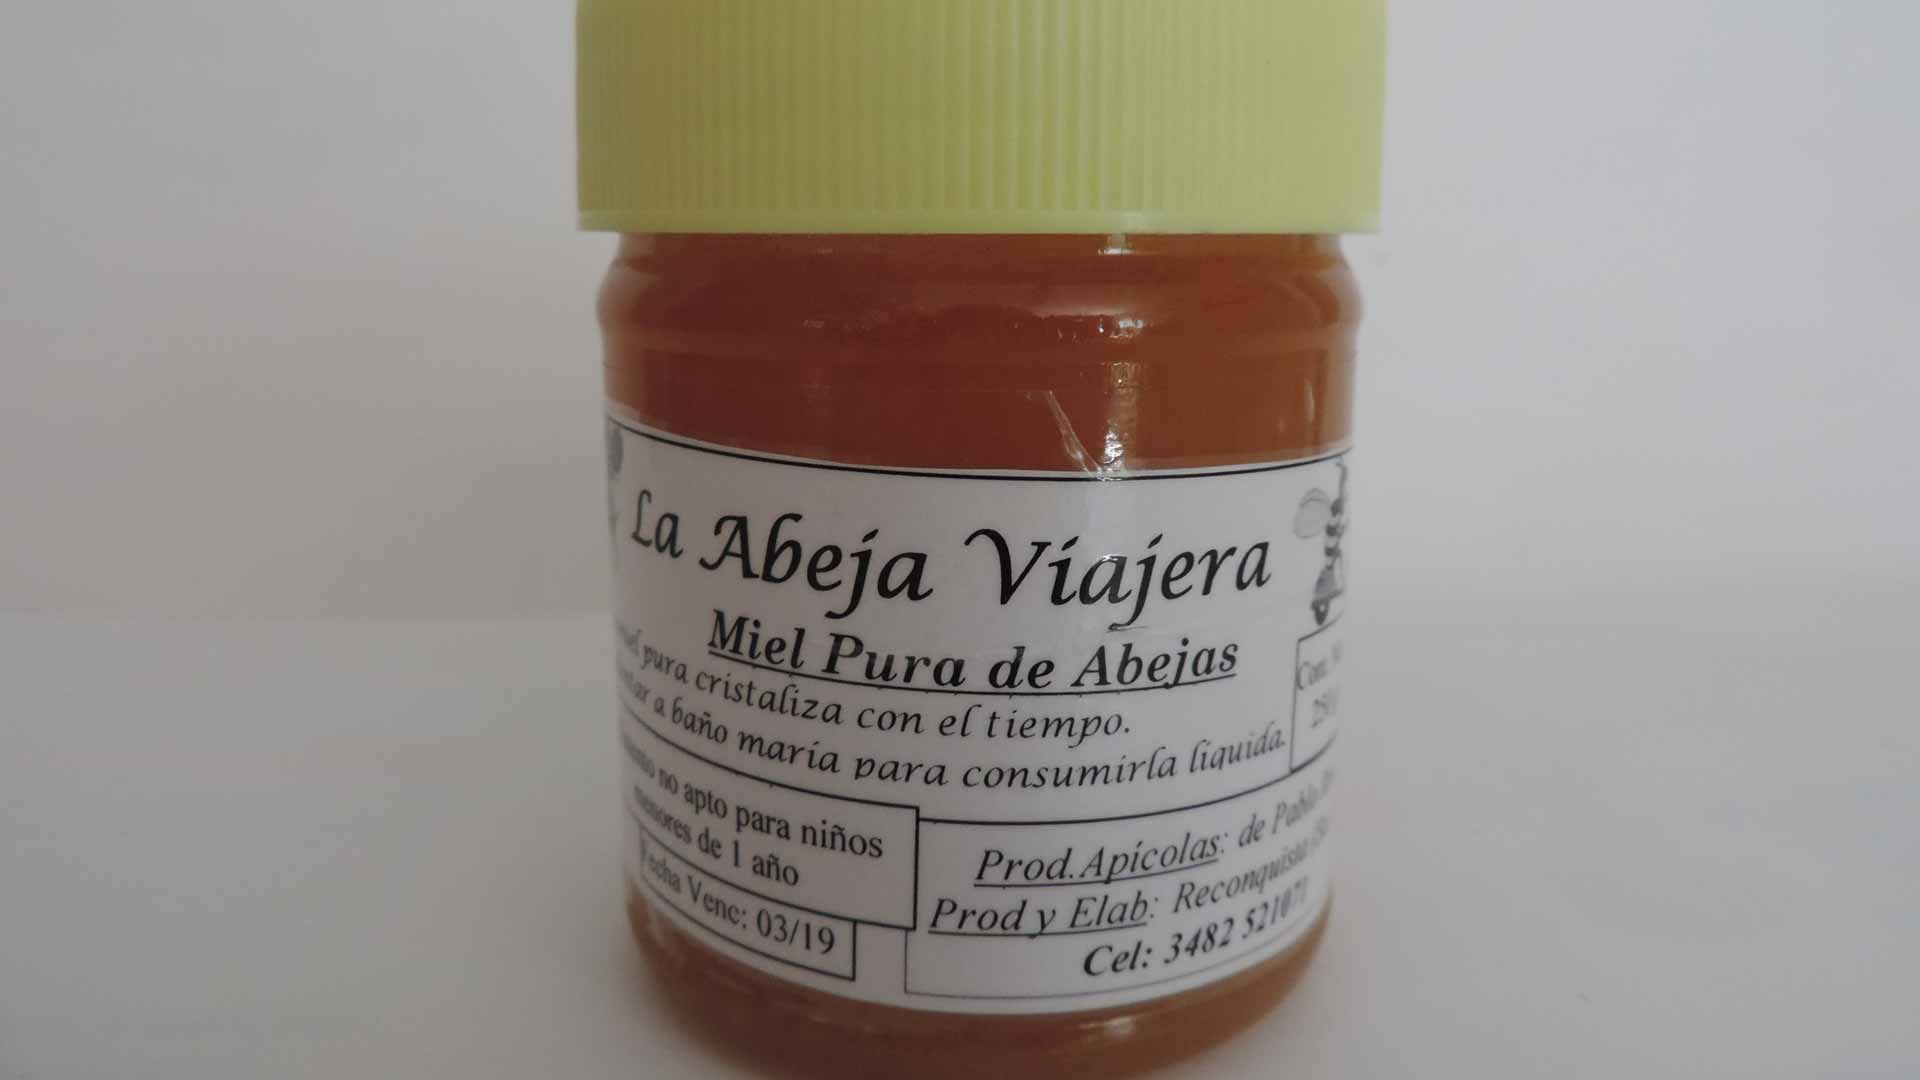 La Abeja Viajera
Miel Pura de Abejas
pura cristaliza con el tiempo.
a baño maría para consumirla líquida.
no apto para niños
menores de 1 año
Fecha Venc: 03/19
Prod. Apícolas: de Pablo
Prod y Elab: Reconquista
Cel: 3482 521071